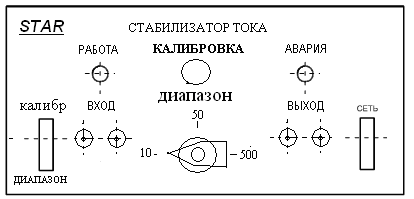 STAR СТАБИЛИЗАТОР ТОКА
РАБОТА КАЛИБРОВКА АВАРИЯ
калибр ВХОД ДИАПАЗОН ВЫХОД СЕТЬ
50
10 500
ДИАПАЗОН